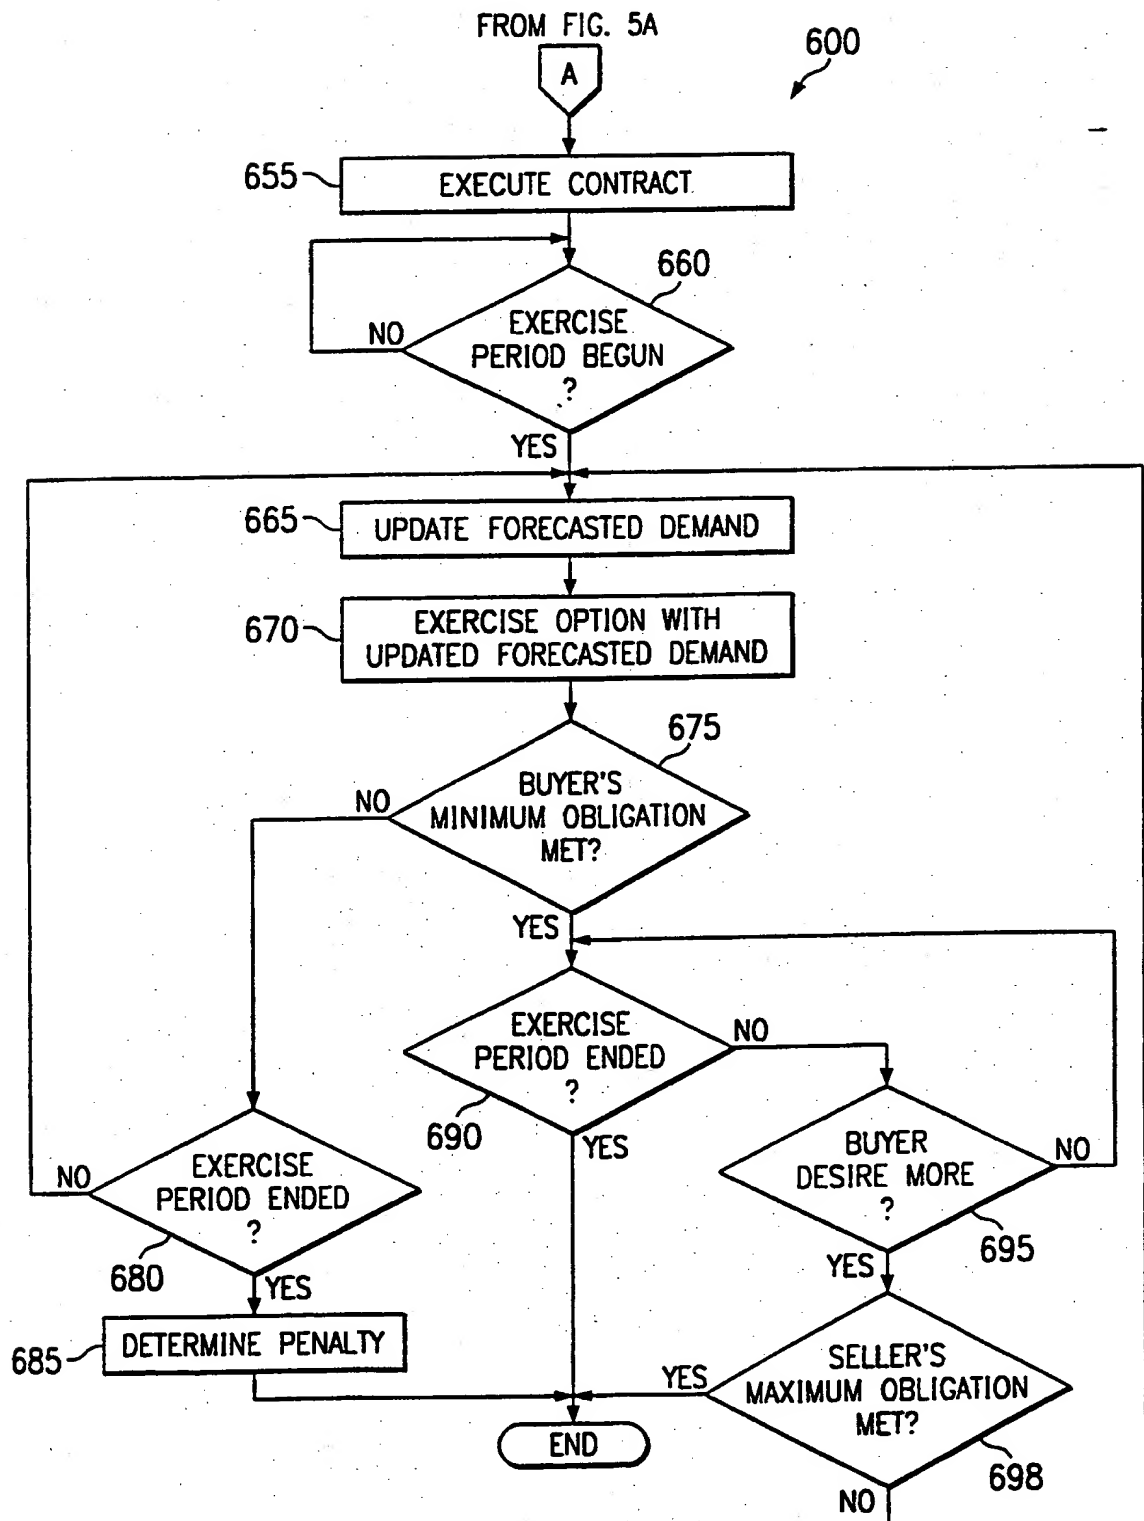 FROM FIG. 5A
600
A
655
EXECUTE CONTRACT
660
EXERCISE
PERIOD BEGUN
?
NO
YES
665
UPDATE FORECASTED DEMAND
670
EXERCISE OPTION WITH
UPDATED FORECASTED DEMAND
675
BUYER'S
MINIMUM OBLIGATION
MET?
NO
YES
EXERCISE
PERIOD ENDED
?
NO
690
YES
BUYER
DESIRE MORE
?
NO
695
YES
EXERCISE
PERIOD ENDED
?
NO
680
YES
685
DETERMINE PENALTY
SELLER'S
MAXIMUM OBLIGATION
MET?
YES
698
NO
END